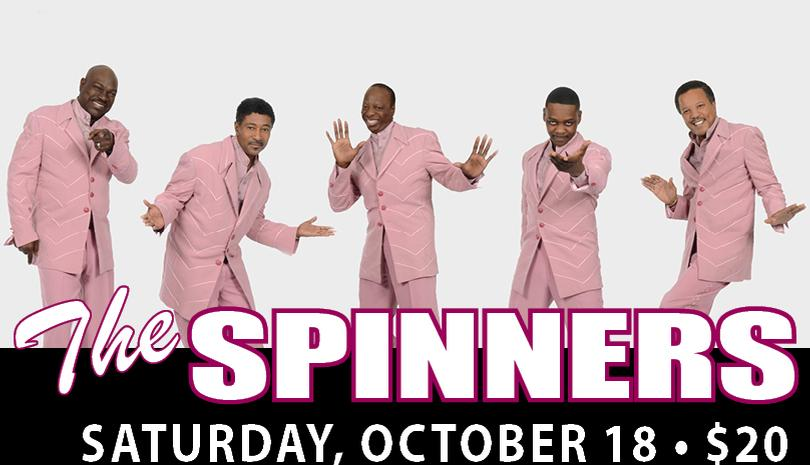 The SPINNERS
SATURDAY, OCTOBER 18 • $20